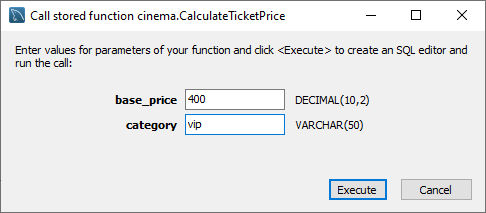 Call stored function cinema.CalculateTicketPrice
Enter values for parameters of your function and click <Execute> to create an SQL editor and
run the call:
base_price 400 DECIMAL(10,2)
category vip VARCHAR(50)
Execute Cancel